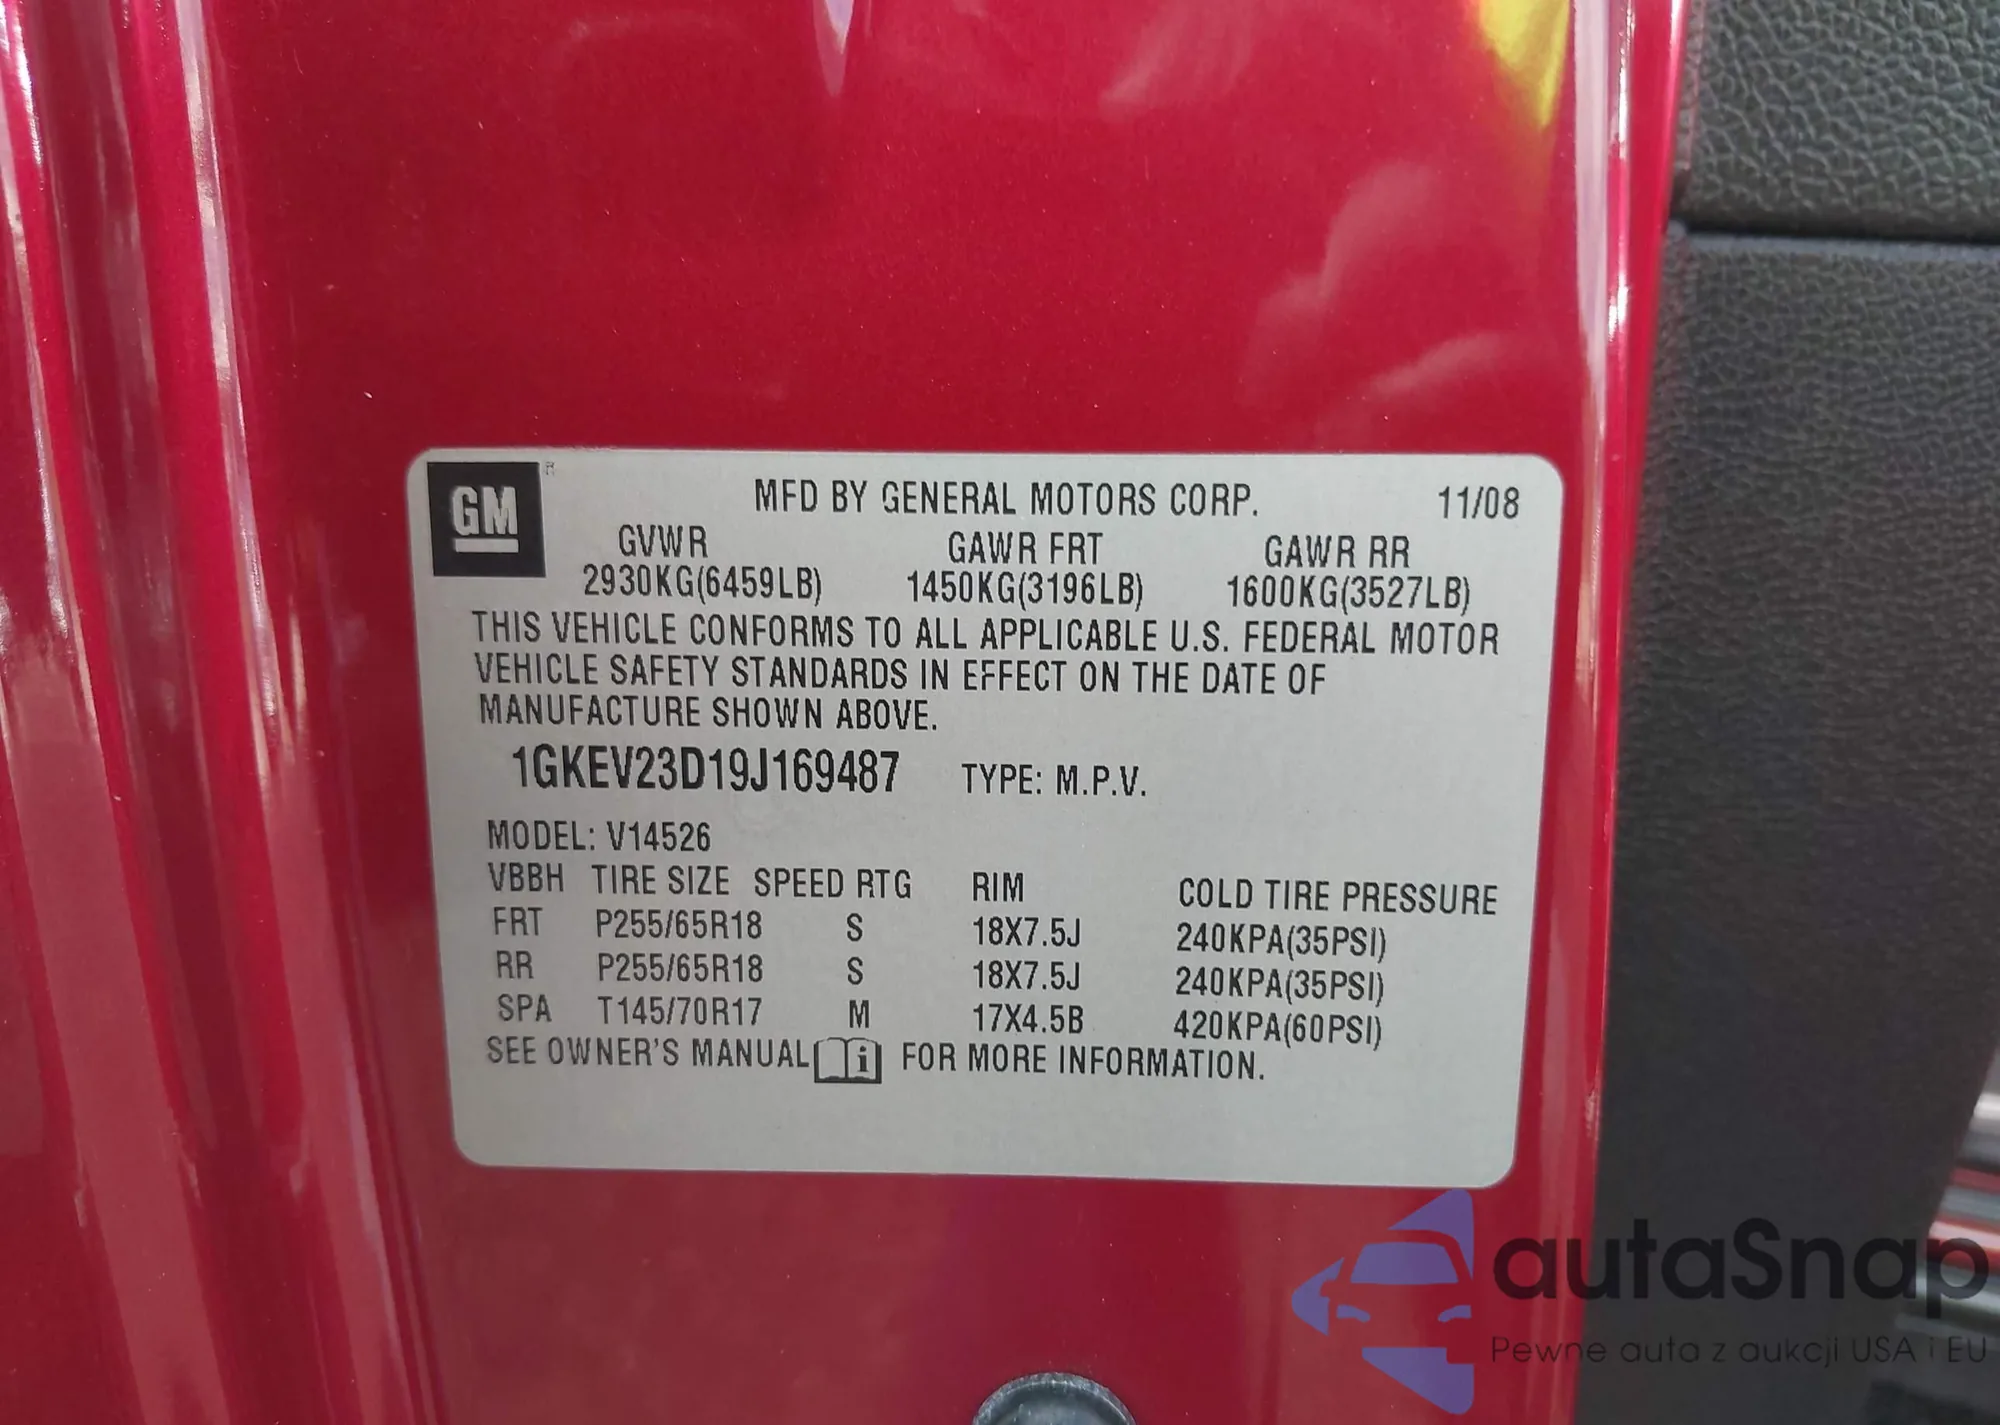 GM ®
MFD BY GENERAL MOTORS CORP. 11/08
GVWR GAWR FRT GAWR RR
2930KG(6459LB) 1450KG(3196LB) 1600KG(3527LB)
THIS VEHICLE CONFORMS TO ALL APPLICABLE U.S. FEDERAL MOTOR
VEHICLE SAFETY STANDARDS IN EFFECT ON THE DATE OF
MANUFACTURE SHOWN ABOVE.
1GKEV23D19J169487 TYPE: M.P.V.
MODEL: V14526
VBBH TIRE SIZE SPEED RTG RIM COLD TIRE PRESSURE
FRT P255/65R18 S 18X7.5J 240KPA(35PSI)
RR P255/65R18 S 18X7.5J 240KPA(35PSI)
SPA T145/70R17 M 17X4.5B 420KPA(60PSI)
SEE OWNER'S MANUAL i FOR MORE INFORMATION.
autaSnap
Pewne auta z aukcji USA i EU